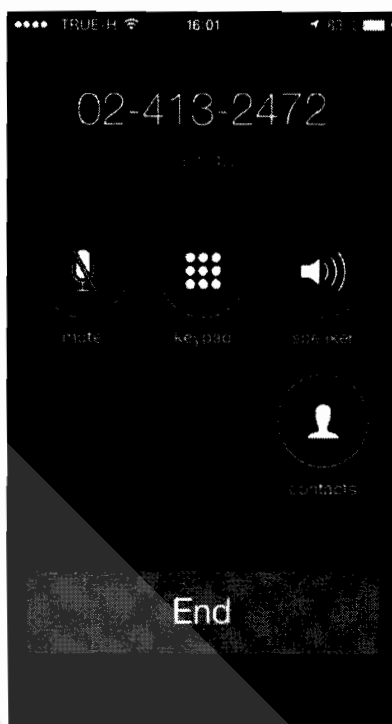 TRUE-H 16:01
02-413-2472
mute keypad speaker
contacts
End